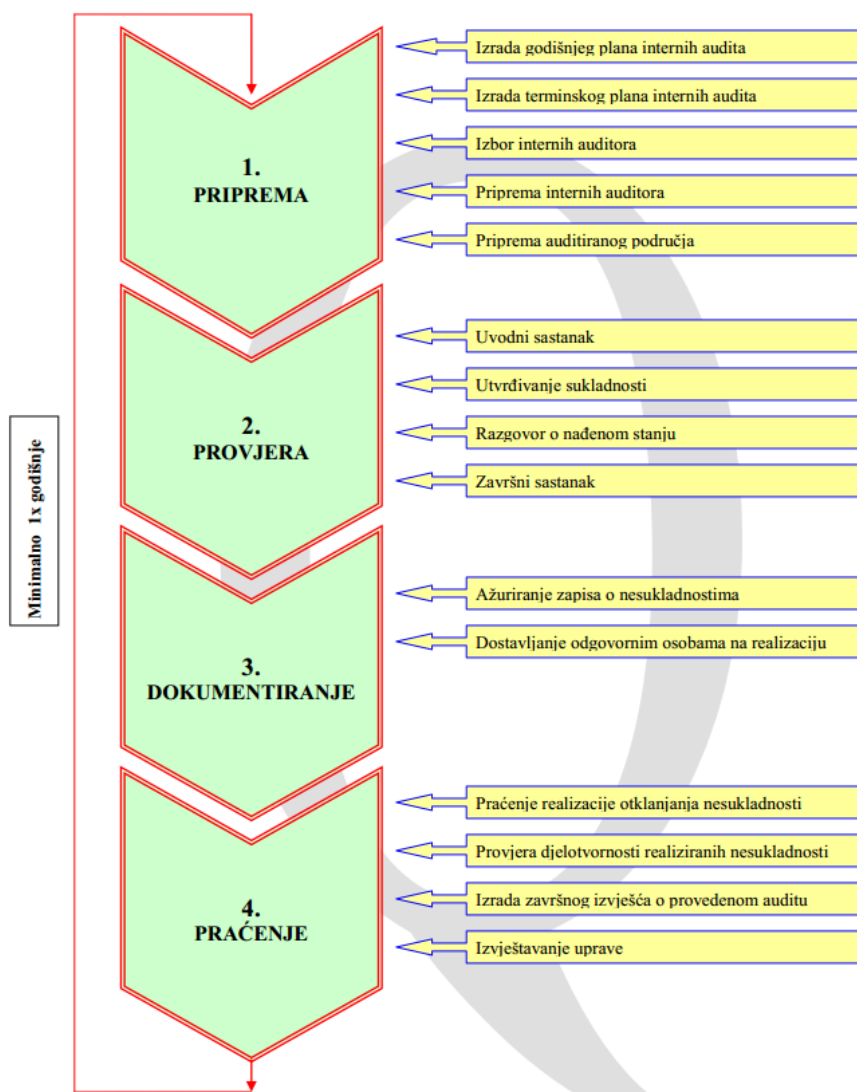 Minimalno 1x godišnje
1.
PRIPREMA
Izrada godišnjeg plana internih audita
Izrada terminskog plana internih audita
Izbor internih auditora
Priprema internih auditora
Priprema auditiranog područja
2.
PROVJERA
Uvodni sastanak
Utvrđivanje sukladnosti
Razgovor o nađenom stanju
Završni sastanak
3.
DOKUMENTIRANJE
Ažuriranje zapisa o nesukladnostima
Dostavljanje odgovornim osobama na realizaciju
4.
PRAĆENJE
Praćenje realizacije otklanjanja nesukladnosti
Provjera djelotvornosti realiziranih nesukladnosti
Izrada završnog izvješća o provedenom auditu
Izvještavanje uprave